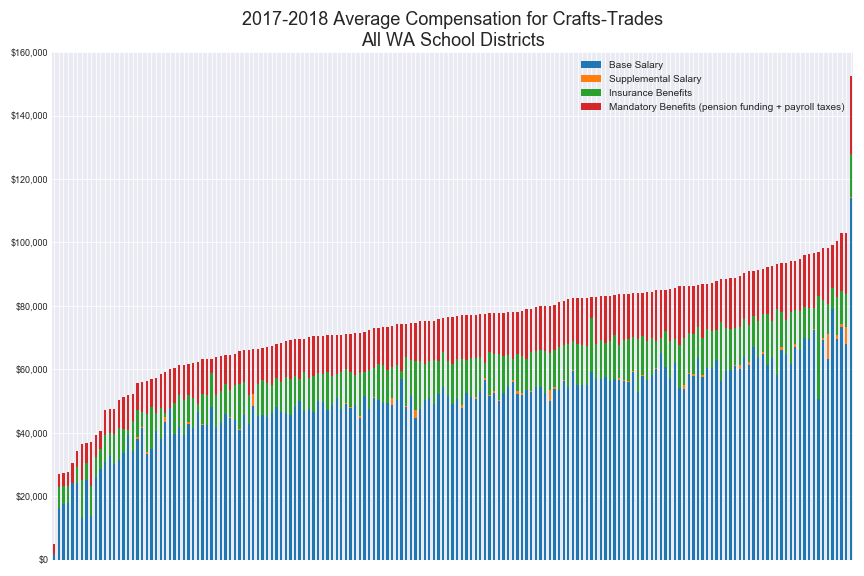 2017-2018 Average Compensation for Crafts-Trades
All WA School Districts
$160,000
$140,000
$120,000
$100,000
$80,000
$60,000
$40,000
$20,000
$0
Base Salary
Supplemental Salary
Insurance Benefits
Mandatory Benefits (pension funding + payroll taxes)